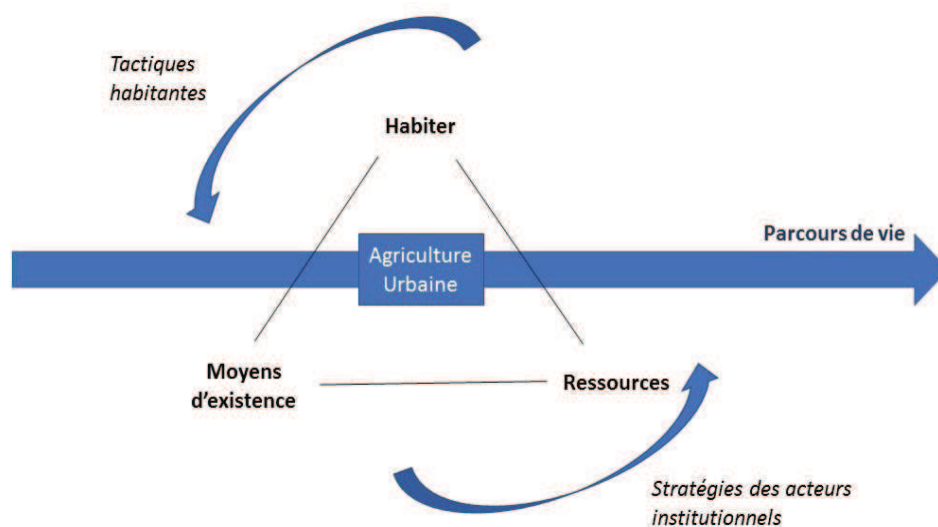 Tactiques
habitantes
Habiter
Parcours de vie
Agriculture
Urbaine
Moyens
d'existence
Ressources
Stratégies des acteurs
institutionnels